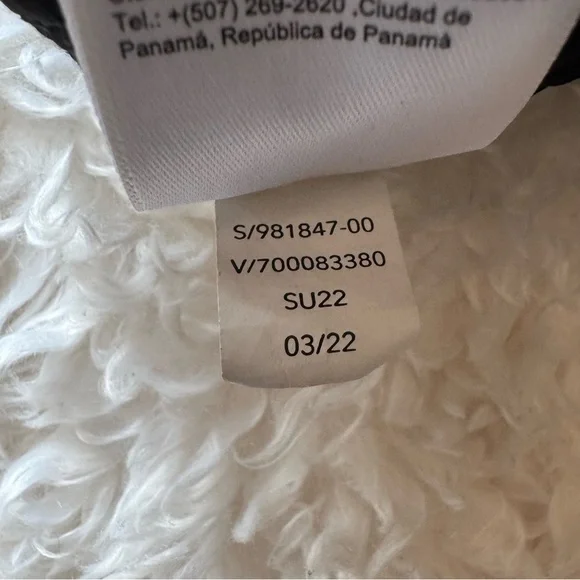 Tel.: +(507) 269-2620 ,Ciudad de
Panamá, República de Panamá
S/981847-00
V/700083380
SU22
03/22